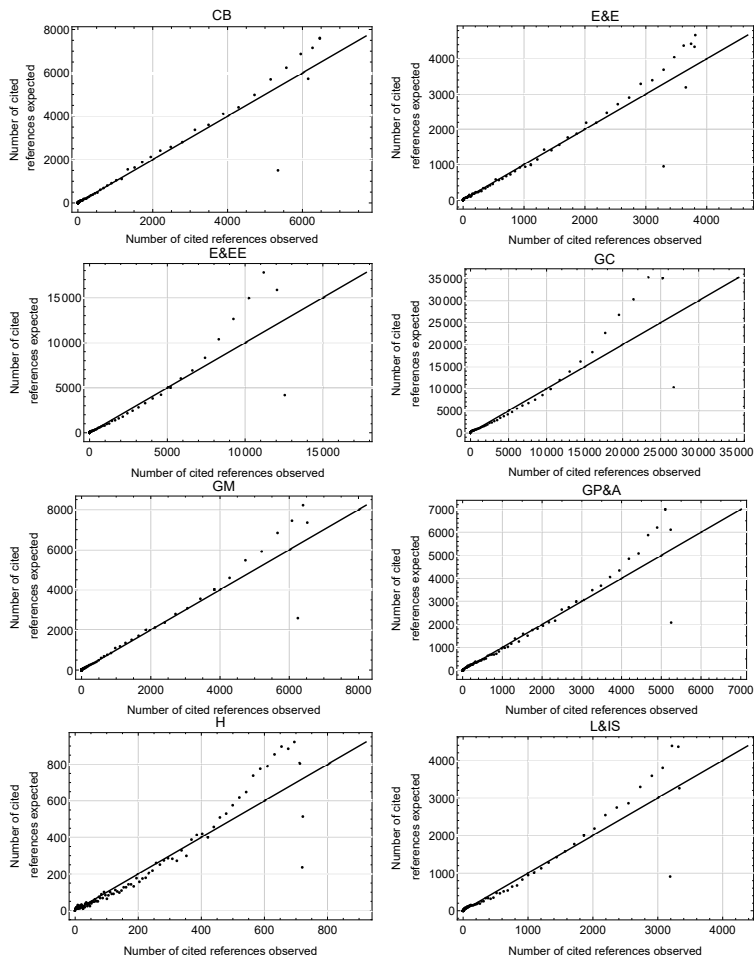 CB
Number of cited
references expected
8000
6000
4000
2000
0
0 2000 4000 6000
Number of cited references observed
E&E
Number of cited
references expected
4000
3000
2000
1000
0
0 1000 2000 3000 4000
Number of cited references observed
E&EE
Number of cited
references expected
15000
10000
5000
0
0 5000 10000 15000
Number of cited references observed
GC
Number of cited
references expected
35000
30000
25000
20000
15000
10000
5000
0
0 5000 10000 15000 20000 25000 30000 35000
Number of cited references observed
GM
Number of cited
references expected
8000
6000
4000
2000
0
0 2000 4000 6000 8000
Number of cited references observed
GP&A
Number of cited
references expected
7000
6000
5000
4000
3000
2000
1000
0
0 1000 2000 3000 4000 5000 6000 7000
Number of cited references observed
H
Number of cited
references expected
800
600
400
200
0
0 200 400 600 800
Number of cited references observed
L&IS
Number of cited
references expected
4000
3000
2000
1000
0
0 1000 2000 3000 4000
Number of cited references observed